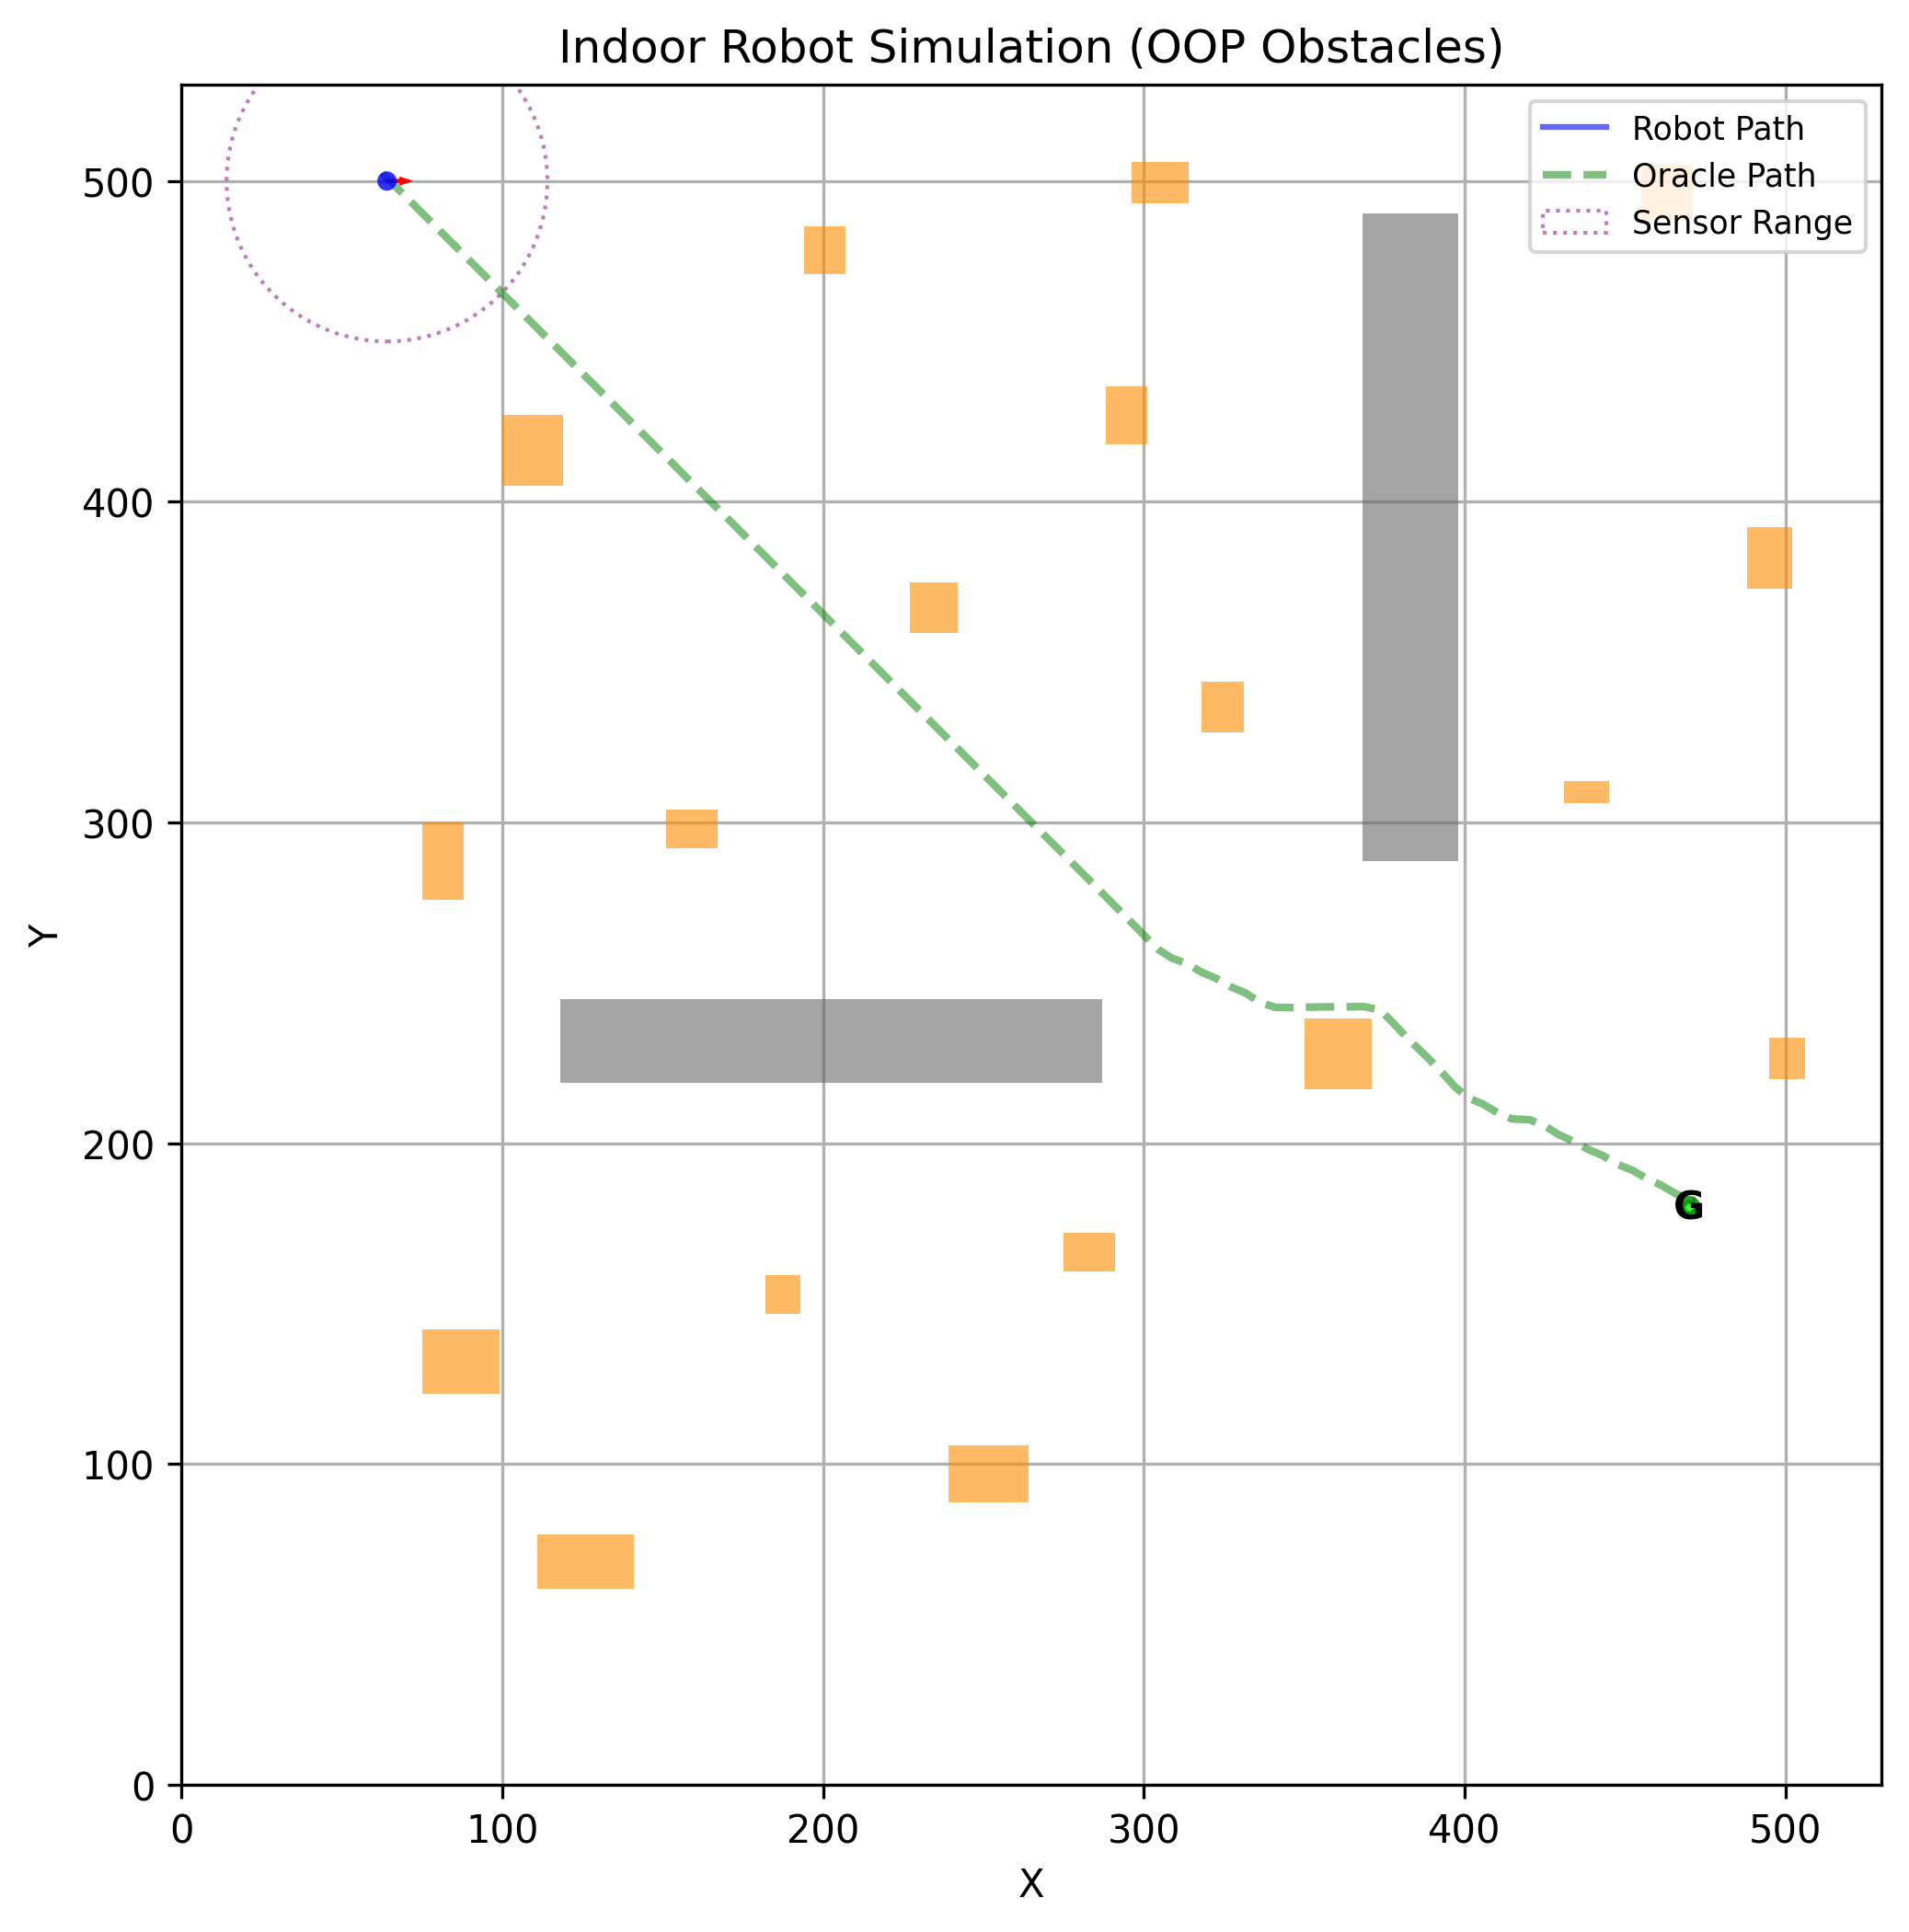 Indoor Robot Simulation (OOP Obstacles)
Robot Path
Oracle Path
Sensor Range
500
400
300
200
100
0
Y
G
0 100 200 300 400 500
X